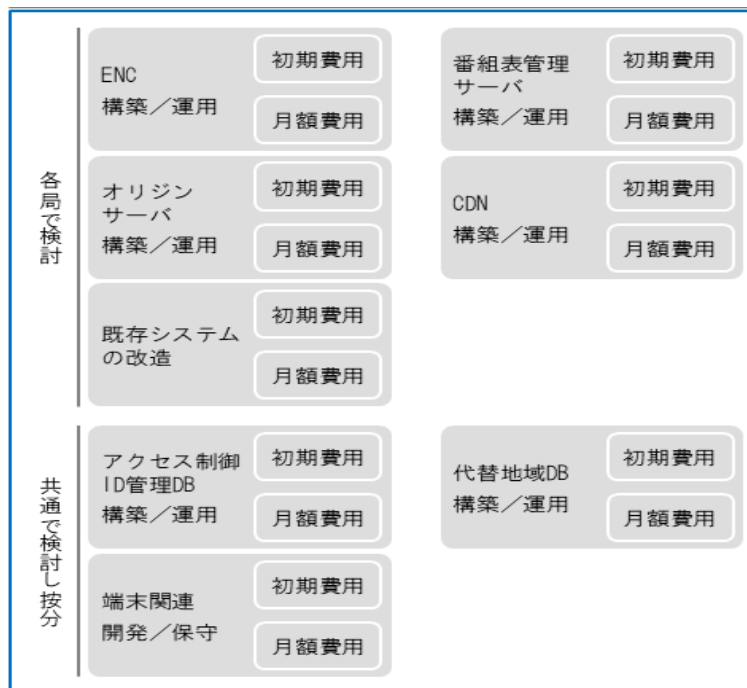 各局で検討
ENC
構築／運用
初期費用
月額費用
番組表管理
サーバ
構築／運用
初期費用
月額費用
オリジン
サーバ
構築／運用
初期費用
月額費用
CDN
構築／運用
初期費用
月額費用
既存システム
の改造
初期費用
月額費用
共通で検討し按分
アクセス制御
ID管理DB
構築／運用
初期費用
月額費用
代替地域DB
構築／運用
初期費用
月額費用
端末関連
開発／保守
初期費用
月額費用